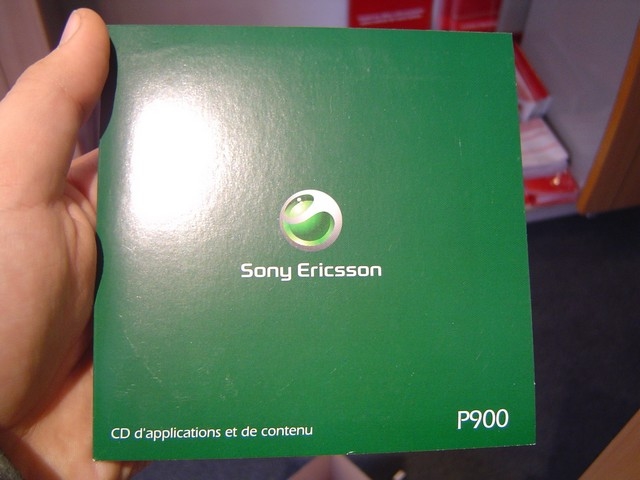 Sony Ericsson
CD d'applications et de contenu
P900